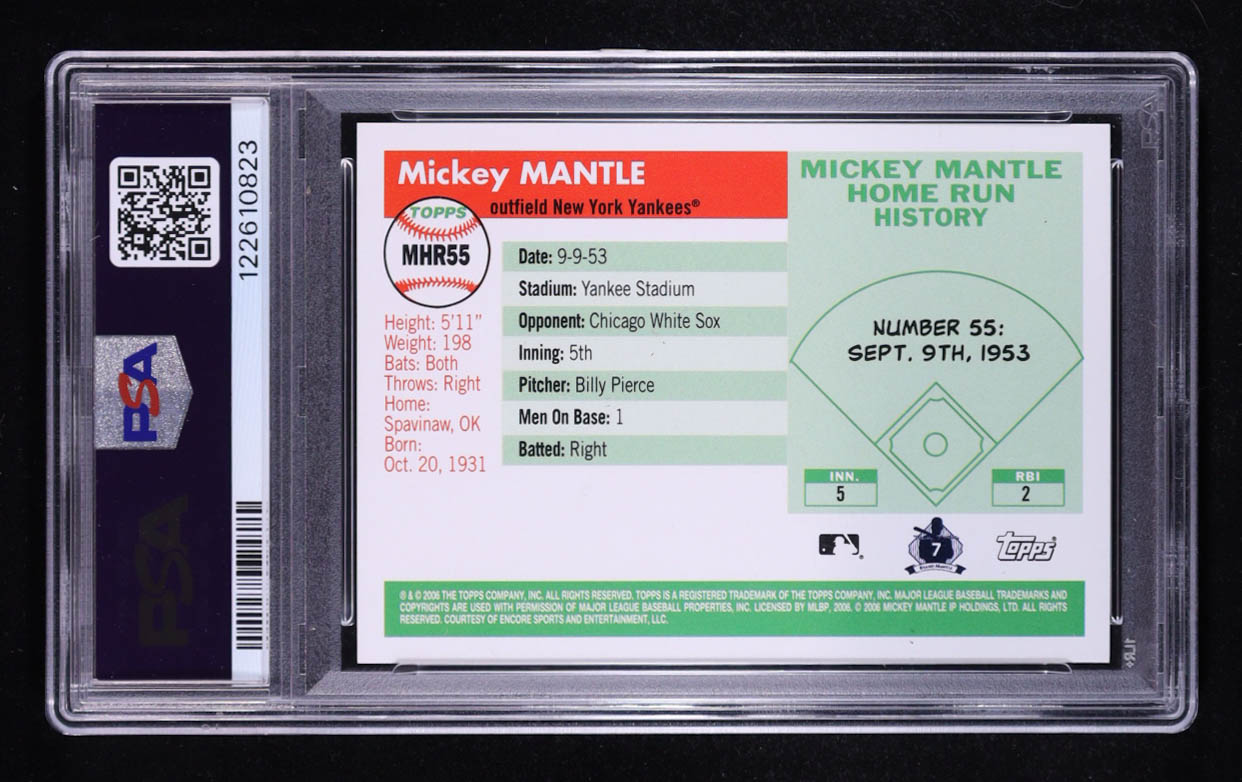 122610823
PSA
PSA
Mickey MANTLE
outfield New York Yankees®
TOPPS
MHR55
Height: 5'11"
Weight: 198
Bats: Both
Throws: Right
Home:
Spavinaw, OK
Born:
Oct. 20, 1931
Date: 9-9-53
Stadium: Yankee Stadium
Opponent: Chicago White Sox
Inning: 5th
Pitcher: Billy Pierce
Men On Base: 1
Batted: Right
MICKEY MANTLE
HOME RUN
HISTORY
NUMBER 55:
SEPT. 9TH, 1953
INN.
5
RBI
2
7
MICKEY MANTLE
Topps®
® & © 2006 THE TOPPS COMPANY, INC. ALL RIGHTS RESERVED. TOPPS IS A REGISTERED TRADEMARK OF THE TOPPS COMPANY, INC. MAJOR LEAGUE BASEBALL TRADEMARKS AND
COPYRIGHTS ARE USED WITH PERMISSION OF MAJOR LEAGUE BASEBALL PROPERTIES, INC. LICENSED BY MLBP, 2006. © 2006 MICKEY MANTLE IP HOLDINGS, LTD. ALL RIGHTS
RESERVED. COURTESY OF ENCORE SPORTS AND ENTERTAINMENT, LLC.
PSA